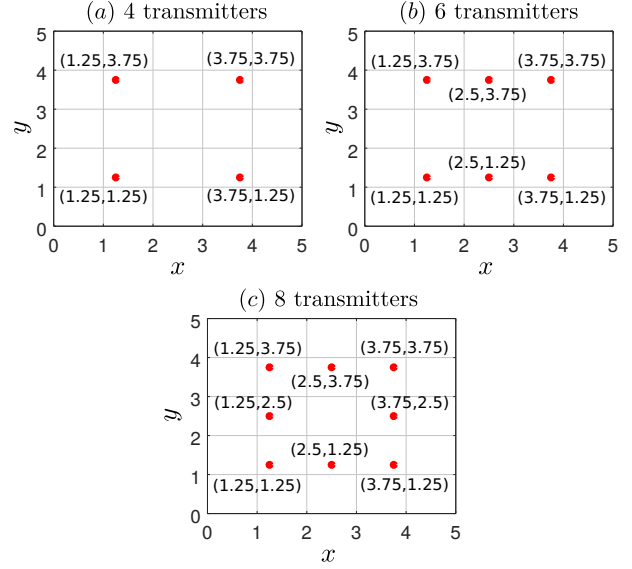 (a) 4 transmitters
(1.25,3.75) (3.75,3.75)
(1.25,1.25) (3.75,1.25)
0 1 2 3 4 5
0 1 2 3 4 5
x
y
(b) 6 transmitters
(1.25,3.75) (3.75,3.75)
(2.5,3.75)
(2.5,1.25)
(1.25,1.25) (3.75,1.25)
0 1 2 3 4 5
0 1 2 3 4 5
x
y
(c) 8 transmitters
(1.25,3.75) (3.75,3.75)
(2.5,3.75)
(1.25,2.5) (3.75,2.5)
(2.5,1.25)
(1.25,1.25) (3.75,1.25)
0 1 2 3 4 5
0 1 2 3 4 5
x
y